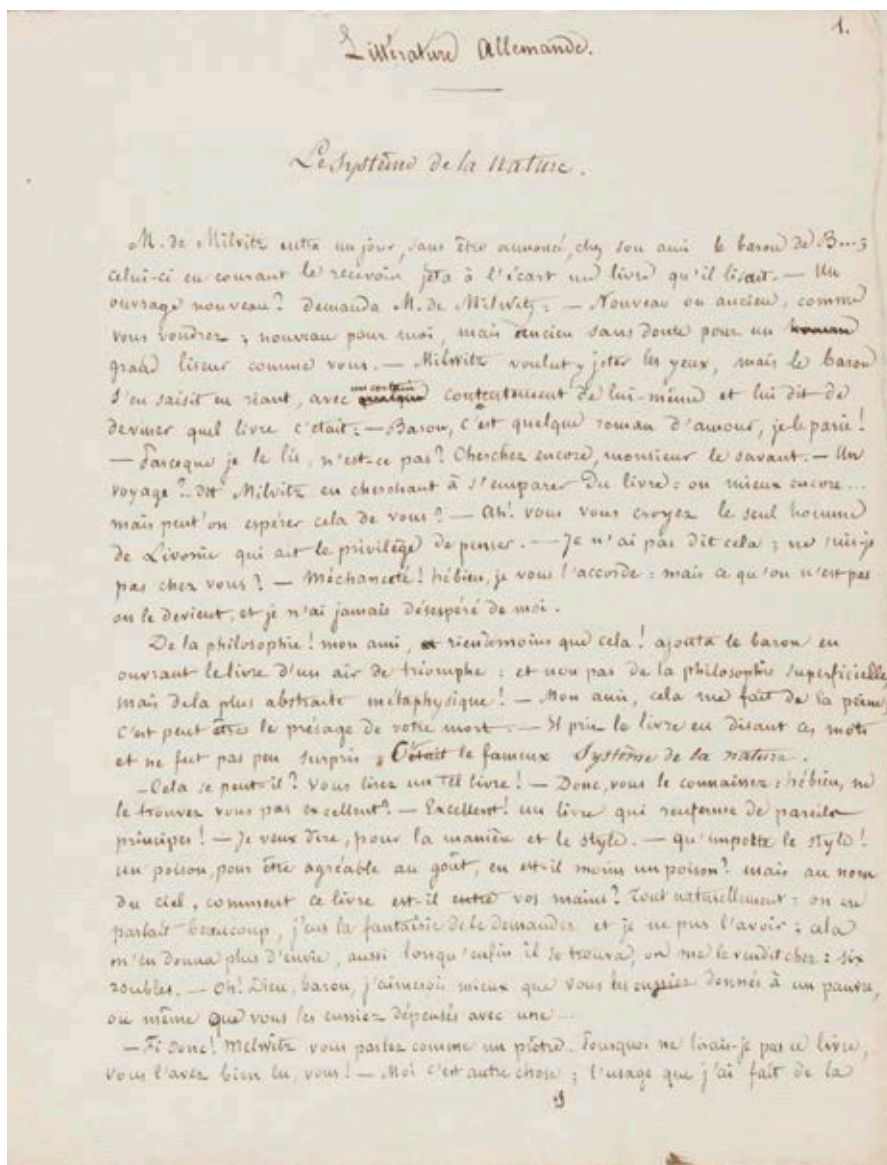 1.
Littérature Allemande.
Le Système de la nature.
M. de Milvitz entra un jour, sans être annoncé, chez son ami le baron de B...;
celui-ci en courant le recevoir jeta à l'écart un livre qu'il lisait. — Un
ouvrage nouveau? demanda M. de Milwitz: — Nouveau ou ancien, comme
vous voudrez; nouveau pour moi, mais ancien sans doute pour un
grand liseur comme vous. — Milvitz voulut y jeter les yeux, mais le baron
s'en saisit en riant, avec un certain quelque contentement de lui-même et lui dit de
deviner quel livre c'était: — Baron, c'est quelque roman d'amour, je le parie!
— Parceque je le lis, n'est-ce pas? Cherchez encore, monsieur le savant. — Un
voyage? dit Milvitz en cherchant à s'emparer du livre: ou mieux encore...
mais peut'on espérer cela de vous? — Ah! vous vous croyez le seul homme
de Livonie qui ait le privilège de penser. — Je n'ai pas dit cela; ne suis-je
pas chez vous? — Méchanceté! hébien, je vous l'accorde: mais ce qu'on n'est pas
on le devient, et je n'ai jamais désespéré de moi.
De la philosophie! mon ami, rien de moins que cela! ajouta le baron en
ouvrant le livre d'un air de triomphe: et non pas de la philosophie superficielle,
mais de la plus abstraite métaphysique! — Mon ami, cela me fait de la peine,
c'est peut être le présage de votre mort. — Il prit le livre en disant ces mots
et ne fut pas peu surpris, C'était le fameux Système de la nature.
— Cela se peut-il? Vous lisez un tel livre! — Donc, vous le connaissez: hébien, ne
le trouvez vous pas excellent? — Excellent! un livre qui renferme de pareils
principes! — Je veux dire, pour la manière et le style. — Qu'importe le style!
un poison, pour être agréable au goût, en est-il moins un poison? mais au nom
du ciel, comment ce livre est-il entre vos mains? Tout naturellement: on en
parlait beaucoup, j'eus la fantaisie de le demander et je ne pus l'avoir: cela
m'en donna plus d'envie, aussi lorsqu'enfin il se trouva, on me le vendit cher: six
roubles. — Oh! Dieu, baron, j'aimerois mieux que vous les eussiez donnés à un pauvre,
ou même que vous les eussiez dépensés avec une...
— Fi donc! Melwitz vous parlez comme un prêtre. Pourquoi ne lirais-je pas ce livre,
vous l'avez bien lu, vous! — Moi c'est autre chose; l'usage que j'ai fait de la